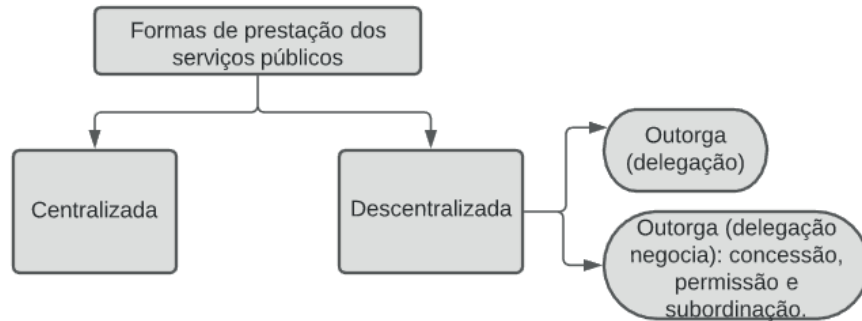 Formas de prestação dos
serviços públicos
Centralizada
Descentralizada
Outorga
(delegação)
Outorga (delegação
negocia): concessão,
permissão e
subordinação.